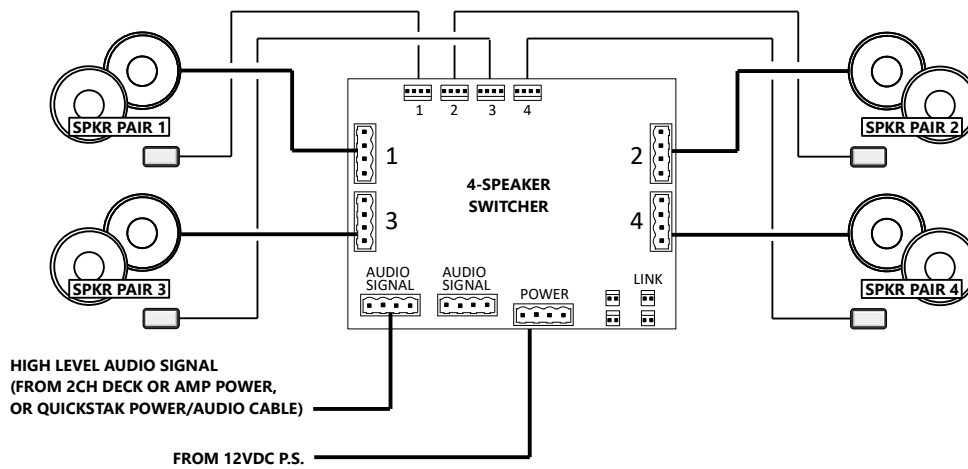 1 2 3 4
SPKR PAIR 1
SPKR PAIR 2
1
2
4-SPEAKER
SWITCHER
3
4
SPKR PAIR 3
SPKR PAIR 4
AUDIO
SIGNAL
AUDIO
SIGNAL
POWER
LINK
HIGH LEVEL AUDIO SIGNAL
(FROM 2CH DECK OR AMP POWER,
OR QUICKSTAK POWER/AUDIO CABLE)
FROM 12VDC P.S.